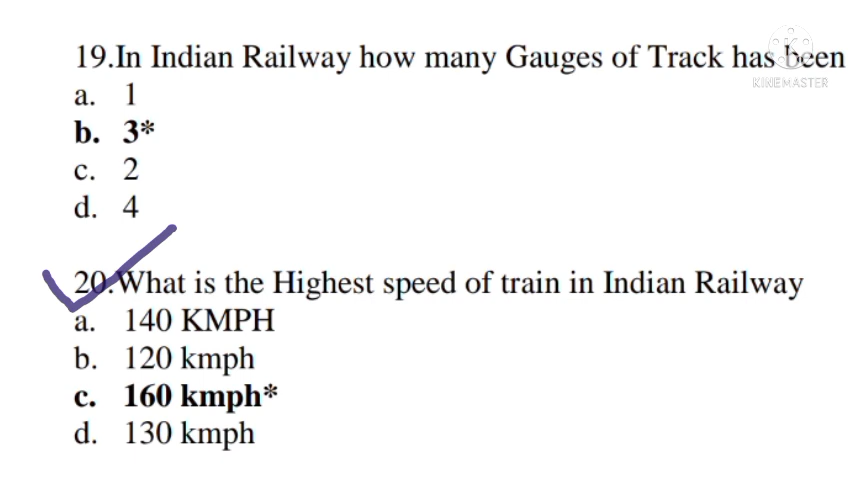 19.In Indian Railway how many Gauges of Track has been
KINEMASTER
a. 1
b. 3*
c. 2
d. 4
20.What is the Highest speed of train in Indian Railway
a. 140 KMPH
b. 120 kmph
c. 160 kmph*
d. 130 kmph